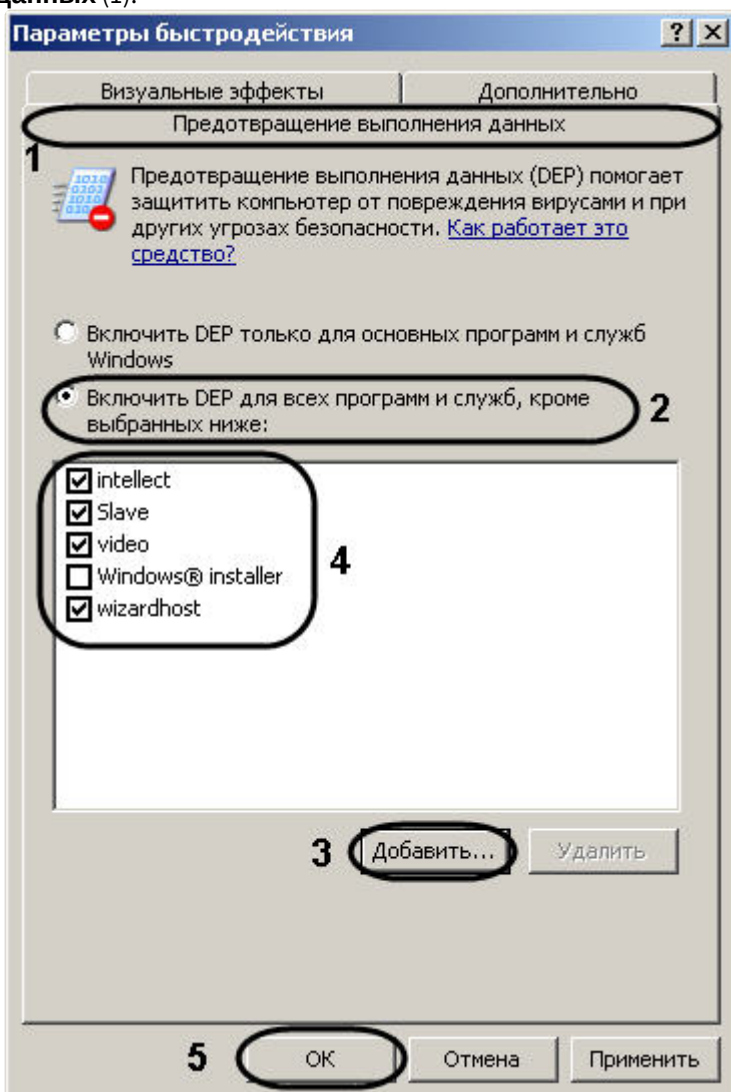 данных (1).
Параметры быстродействия
Визуальные эффекты
Дополнительно
Предотвращение выполнения данных
1
Предотвращение выполнения данных (DEP) помогает
защитить компьютер от повреждения вирусами и при
других угрозах безопасности. Как работает это
средство?
Включить DEP только для основных программ и служб
Windows
Включить DEP для всех программ и служб, кроме
выбранных ниже:
2
intellect
Slave
video
Windows® installer
wizardhost
4
3
Добавить...
Удалить
5
ОК
Отмена
Применить